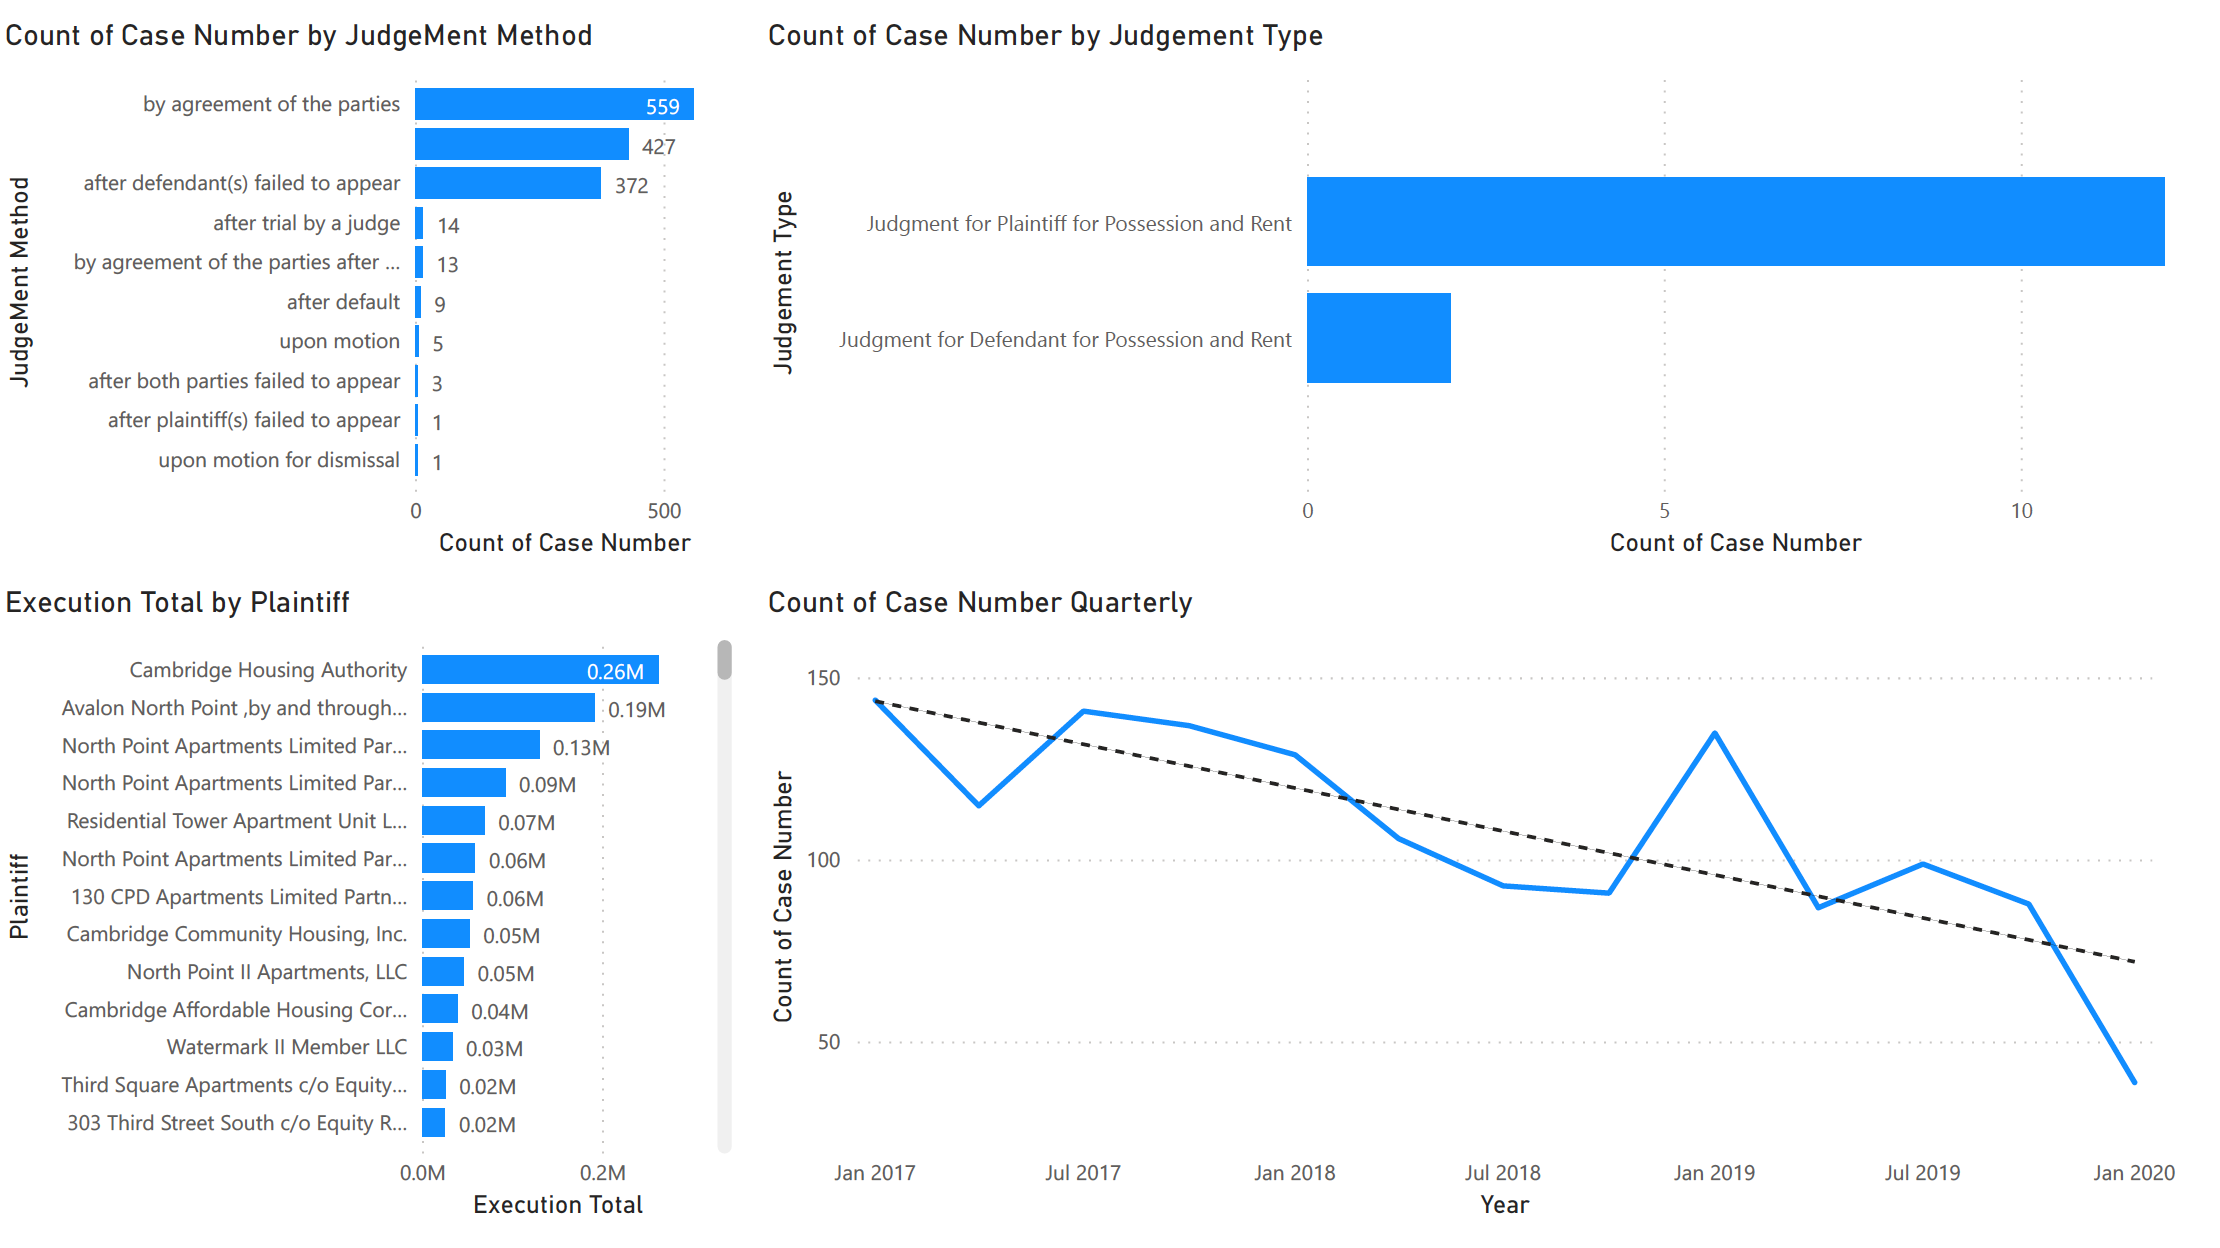 Count of Case Number by JudgeMent Method
JudgeMent Method
by agreement of the parties
559
427
after defendant(s) failed to appear
372
after trial by a judge
14
by agreement of the parties after ...
13
after default
9
upon motion
5
after both parties failed to appear
3
after plaintiff(s) failed to appear
1
upon motion for dismissal
1
0 500
Count of Case Number
Count of Case Number by Judgement Type
Judgement Type
Judgment for Plaintiff for Possession and Rent
Judgment for Defendant for Possession and Rent
0 5 10
Count of Case Number
Execution Total by Plaintiff
Plaintiff
Cambridge Housing Authority
0.26M
Avalon North Point ,by and through...
0.19M
North Point Apartments Limited Par...
0.13M
North Point Apartments Limited Par...
0.09M
Residential Tower Apartment Unit L...
0.07M
North Point Apartments Limited Par...
0.06M
130 CPD Apartments Limited Partn...
0.06M
Cambridge Community Housing, Inc.
0.05M
North Point II Apartments, LLC
0.05M
Cambridge Affordable Housing Cor...
0.04M
Watermark II Member LLC
0.03M
Third Square Apartments c/o Equity...
0.02M
303 Third Street South c/o Equity R...
0.02M
0.0M 0.2M
Execution Total
Count of Case Number Quarterly
Count of Case Number
150
100
50
Jan 2017 Jul 2017 Jan 2018 Jul 2018 Jan 2019 Jul 2019 Jan 2020
Year